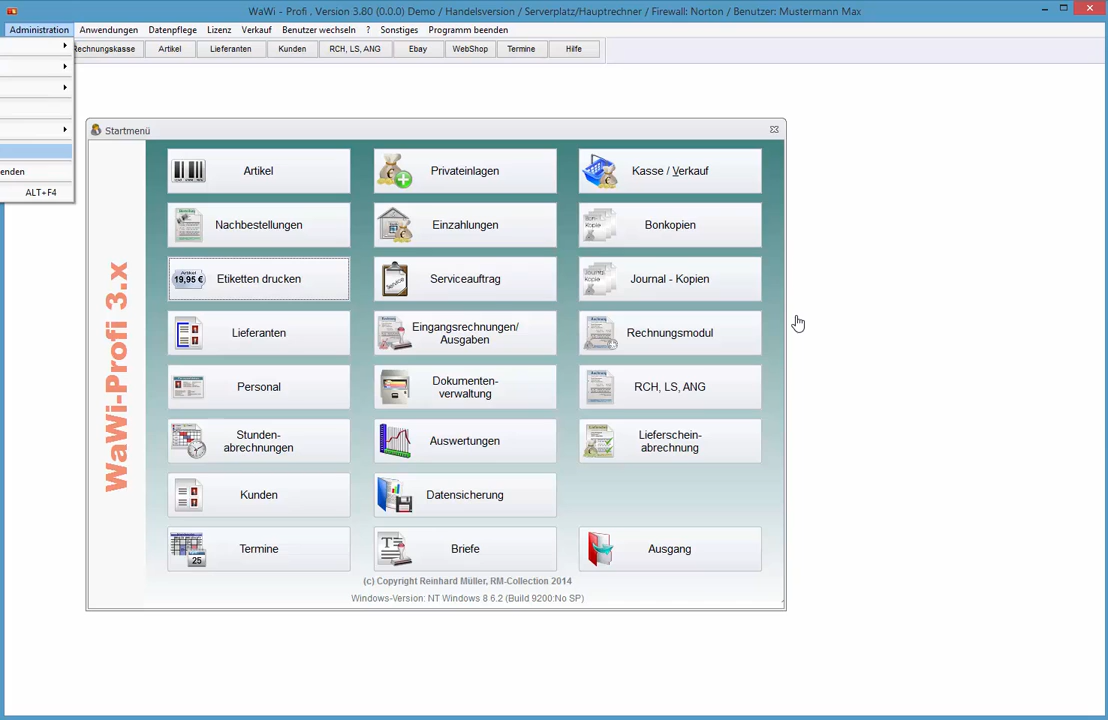 WaWi - Profi , Version 3.80 (0.0.0) Demo / Handelsversion / Serverplatz/Hauptrechner / Firewall: Norton / Benutzer: Mustermann Max
Administration Anwendungen Datenpflege Lizenz Verkauf Benutzer wechseln ? Sonstiges Programm beenden
Rechnungskasse Artikel Lieferanten Kunden RCH, LS, ANG Ebay WebShop Termine Hilfe
enden
ALT+F4
Startmenü
WaWi-Profi 3.x
Artikel
Privateinlagen
Kasse / Verkauf
Nachbestellungen
Einzahlungen
Bonkopien
Artikel
19,95 €
Etiketten drucken
Service
Serviceauftrag
Journal - Kopien
Lieferanten
Eingangsrechnungen/
Ausgaben
Rechnungsmodul
Personal
Dokumenten-
verwaltung
RCH, LS, ANG
Stunden-
abrechnungen
Auswertungen
Lieferschein-
abrechnung
Kunden
Datensicherung
25
Termine
Briefe
Ausgang
(c) Copyright Reinhard Müller, RM-Collection 2014
Windows-Version: NT Windows 8 6.2 (Build 9200:No SP)